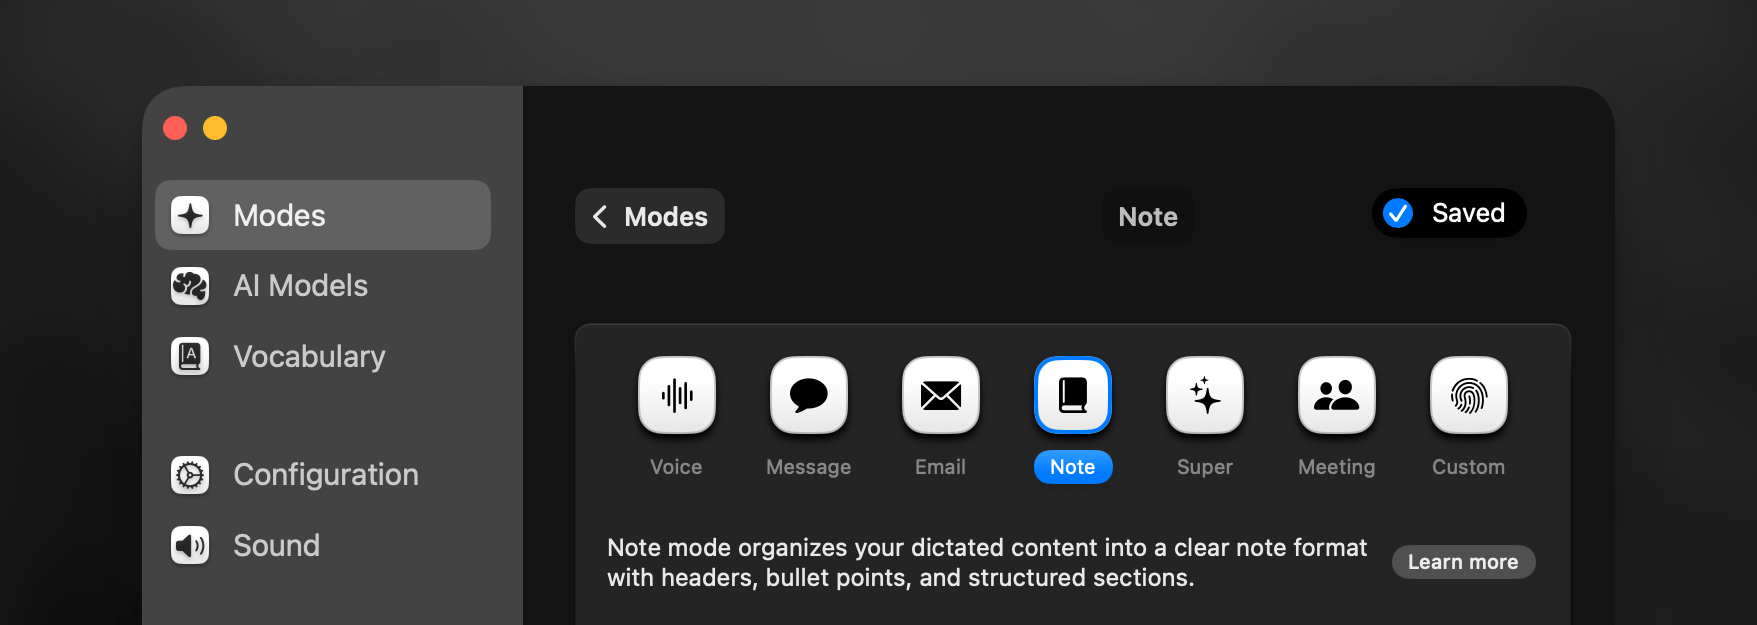 Modes
AI Models
Vocabulary
Configuration
Sound
Modes
Note
Saved
Voice
Message
Email
Note
Super
Meeting
Custom
Note mode organizes your dictated content into a clear note format
with headers, bullet points, and structured sections.
Learn more